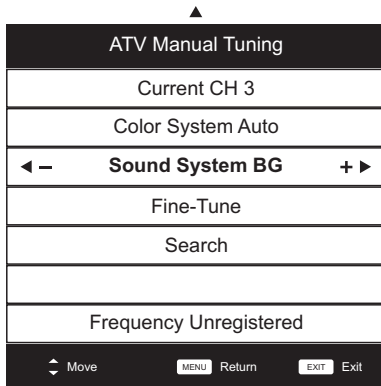 ATV Manual Tuning
Current CH 3
Color System Auto
– Sound System BG +
Fine-Tune
Search
Frequency Unregistered
Move MENU Return EXIT Exit